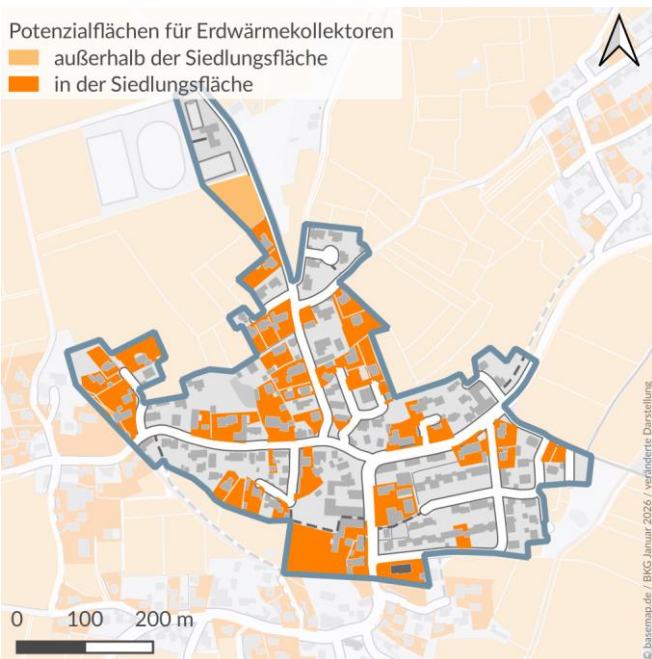 Potenzialflächen für Erdwärmekollektoren
außerhalb der Siedlungsfläche
in der Siedlungsfläche
0 100 200 m
© basemap.de / BKG Januar 2026 / veränderte Darstellung